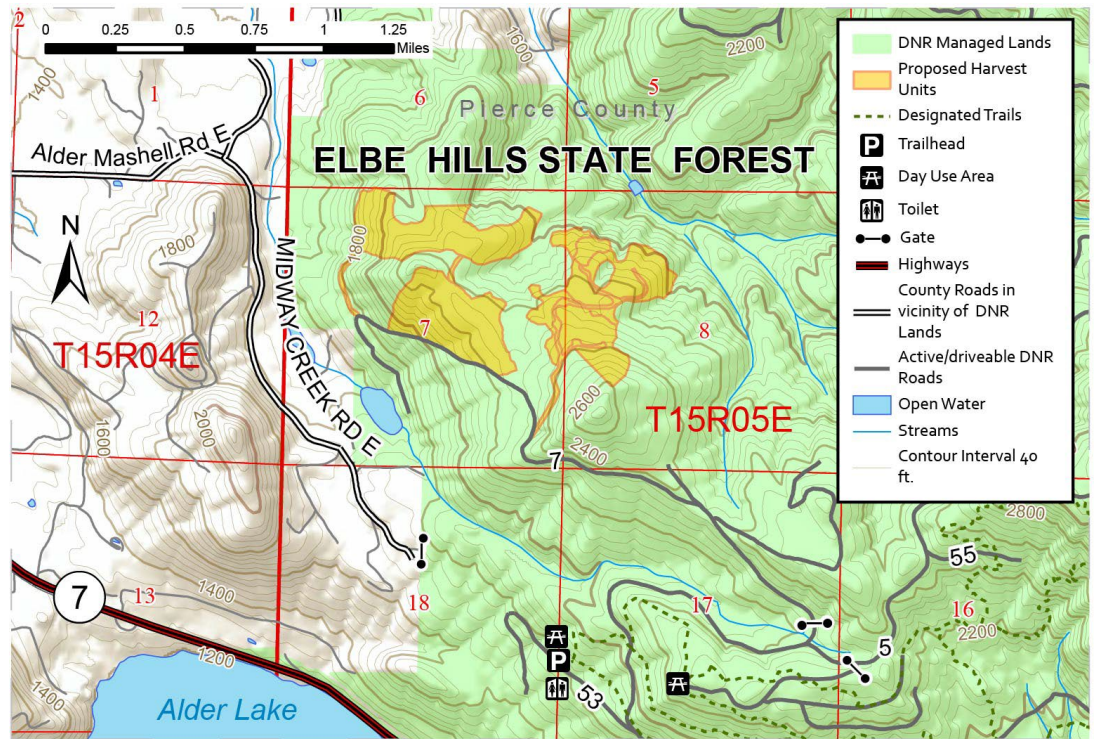 2
0 0.25 0.5 0.75 1 1.25
Miles
1400
1
6
1600
5
2200
Pierce County
Alder Mashell Rd E
ELBE HILLS STATE FOREST
N
1800
1800
MIDWAY CREEK RD E
12
7
8
T15R04E
2000
1600
2600
T15R05E
2400
7
2800
55
7
13
1400
18
17
16
2200
5
1200
P
53
1400
Alder Lake
DNR Managed Lands
Proposed Harvest
Units
Designated Trails
P
Trailhead
Day Use Area
Toilet
Gate
Highways
County Roads in
vicinity of DNR
Lands
Active/driveable DNR
Roads
Open Water
Streams
Contour Interval 40
ft.